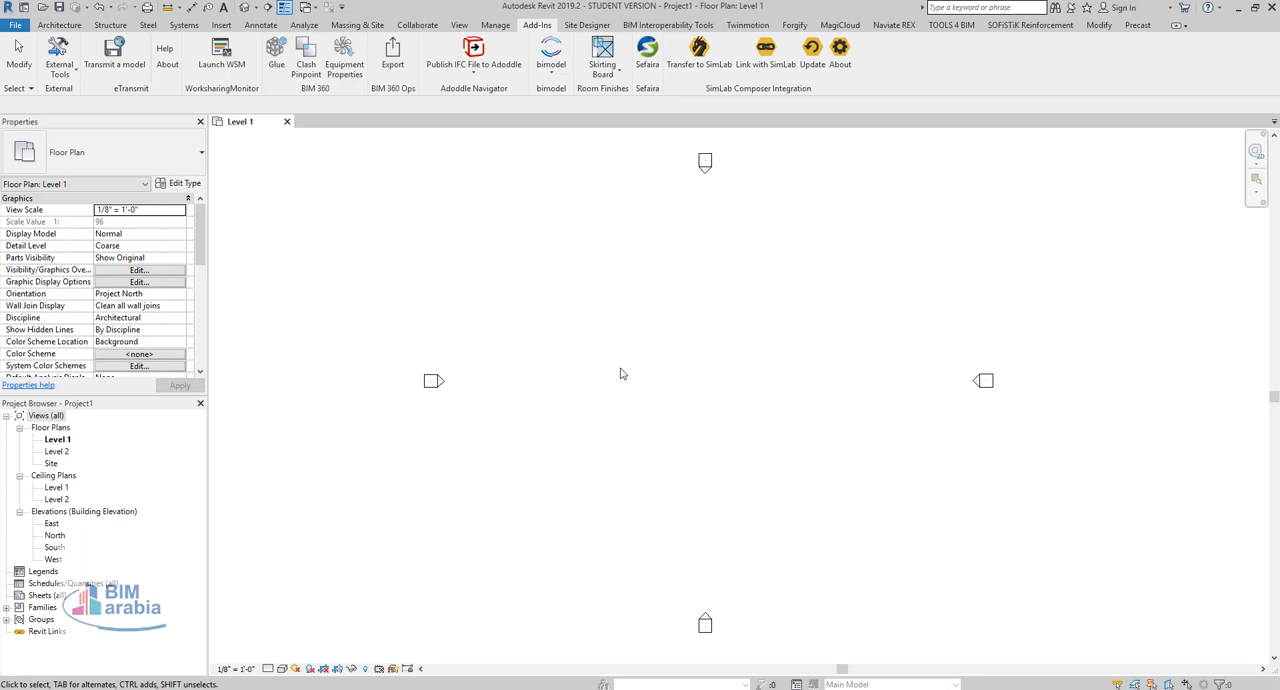 Autodesk Revit 2019.2 - STUDENT VERSION - Project1 - Floor Plan: Level 1
Type a keyword or phrase
Sign In
File Architecture Structure Steel Systems Insert Annotate Analyze Massing & Site Collaborate View Manage Add-Ins Site Designer BIM Interoperability Tools Twinmotion Forgify MagiCloud Naviate REX TOOLS 4 BIM SOFiSTiK Reinforcement Modify Precast
Modify
External Tools
Transmit a model
Help
About
Launch WSM
Glue
Clash Pinpoint
Equipment Properties
Export
Publish IFC File to Adoddle
bimodel
Skirting Board
Sefaira
Transfer to SimLab
Link with SimLab
Update
About
Select External eTransmit WorksharingMonitor BIM 360 BIM 360 Ops Adoddle Navigator bimodel Room Finishes Sefaira SimLab Composer Integration
Properties
Level 1
Floor Plan
Floor Plan: Level 1 Edit Type
Graphics
View Scale 1/8" = 1'-0"
Scale Value 1: 96
Display Model Normal
Detail Level Coarse
Parts Visibility Show Original
Visibility/Graphics Ove... Edit...
Graphic Display Options Edit...
Orientation Project North
Wall Join Display Clean all wall joins
Discipline Architectural
Show Hidden Lines By Discipline
Color Scheme Location Background
Color Scheme <none>
System Color Schemes Edit...
Properties help Apply
Project Browser - Project1
Views (all)
Floor Plans
Level 1
Level 2
Site
Ceiling Plans
Level 1
Level 2
Elevations (Building Elevation)
East
North
South
West
Legends
Schedules/Quantities (all)
Sheets (all)
Families
Groups
Revit Links
BIM
arabia
1/8" = 1'-0"
Click to select, TAB for alternates, CTRL adds, SHIFT unselects.
:0
Main Model
:0